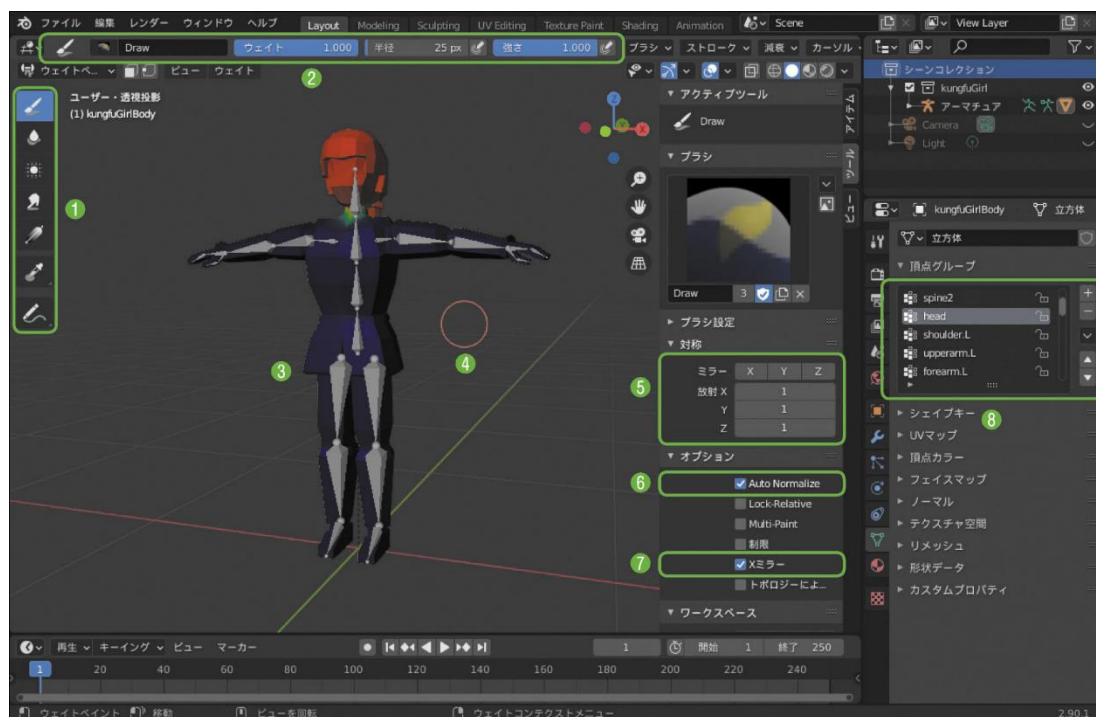 ファイル 編集 レンダー ウィンドウ ヘルプ Layout Modeling Sculpting UV Editing Texture Paint Shading Animation Scene View Layer
Draw ウェイト 1.000 半径 25 px 強さ 1.000 ブラシ ストローク 減衰 カーソル
②
ウェイトペ.. ビュー ウェイト
ユーザー・透視投影
(1) kungfuGirlBody
①
③
④
Z
X
アクティブツール
Draw
ブラシ
Draw 3
ブラシ設定
対称
ミラー X Y Z
放射 X 1
Y 1
Z 1
⑤
オプション
⑥
Auto Normalize
Lock-Relative
Multi-Paint
制限
⑦
Xミラー
トポロジーによ...
ワークスペース
アイテム
ツール
ビュー
シーンコレクション
kungfuGirl
アーマチュア
Camera
Light
kungfuGirlBody 立方体
立方体
頂点グループ
spine2
head
shoulder.L
upperarm.L
forearm.L
シェイプキー
⑧
UVマップ
頂点カラー
フェイスマップ
ノーマル
テクスチャ空間
リメッシュ
形状データ
カスタムプロパティ
再生 キーイング ビュー マーカー 1 開始 1 終了 250
1 20 40 60 80 100 120 140 160 180 200 220 240
ウェイトペイント 移動 ビューを回転 ウェイトコンテクストメニュー 2.90.1